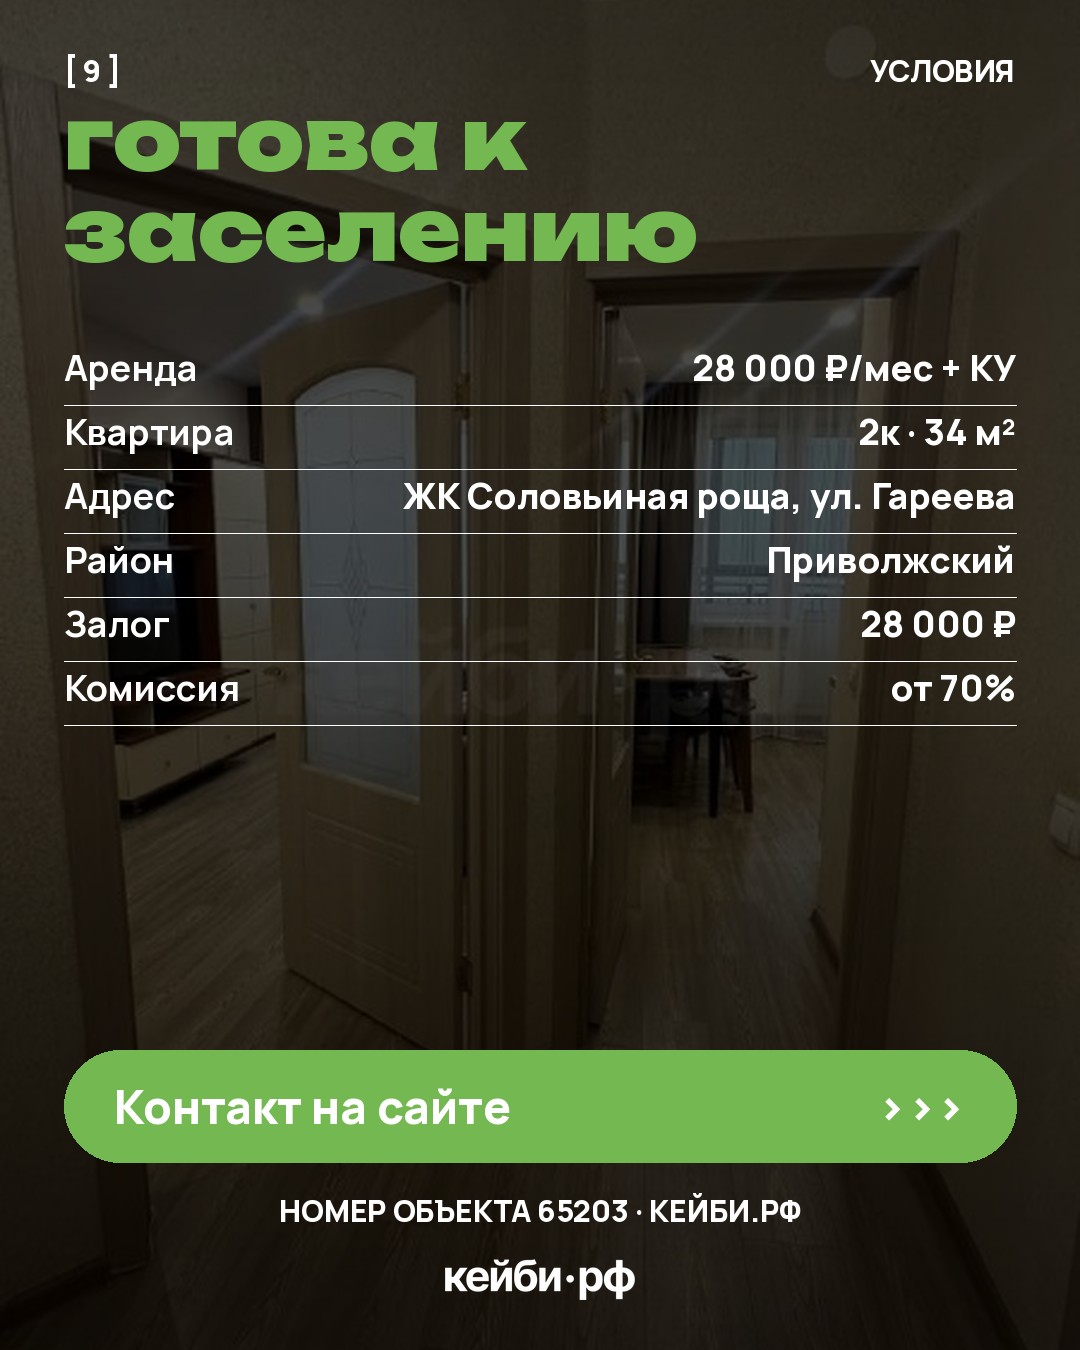 [ 9 ]
УСЛОВИЯ
готова к
заселению
Аренда 28 000 ₽/мес + КУ
Квартира 2к · 34 м²
Адрес ЖК Соловьиная роща, ул. Гареева
Район Приволжский
Залог 28 000 ₽
Комиссия от 70%
Контакт на сайте >>>
НОМЕР ОБЪЕКТА 65203 · КЕЙБИ.РФ
кейби·рф